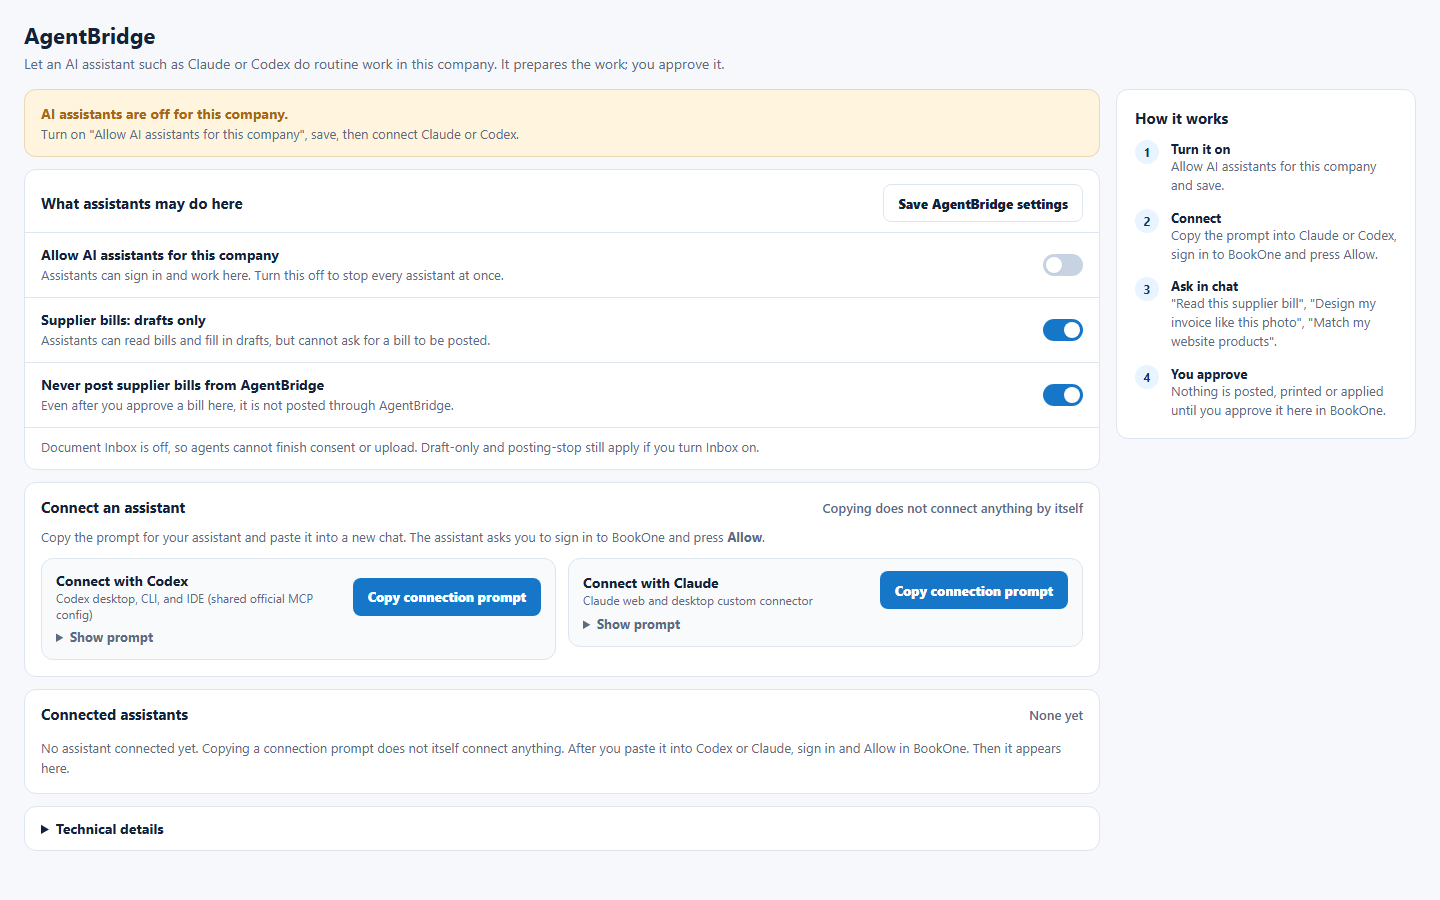 AgentBridge
Let an AI assistant such as Claude or Codex do routine work in this company. It prepares the work; you approve it.
AI assistants are off for this company.
Turn on "Allow AI assistants for this company", save, then connect Claude or Codex.
What assistants may do here
Save AgentBridge settings
Allow AI assistants for this company
Assistants can sign in and work here. Turn this off to stop every assistant at once.
Supplier bills: drafts only
Assistants can read bills and fill in drafts, but cannot ask for a bill to be posted.
Never post supplier bills from AgentBridge
Even after you approve a bill here, it is not posted through AgentBridge.
Document Inbox is off, so agents cannot finish consent or upload. Draft-only and posting-stop still apply if you turn Inbox on.
Connect an assistant
Copying does not connect anything by itself
Copy the prompt for your assistant and paste it into a new chat. The assistant asks you to sign in to BookOne and press Allow.
Connect with Codex
Codex desktop, CLI, and IDE (shared official MCP
config)
Show prompt
Copy connection prompt
Connect with Claude
Claude web and desktop custom connector
Show prompt
Copy connection prompt
Connected assistants
None yet
No assistant connected yet. Copying a connection prompt does not itself connect anything. After you paste it into Codex or Claude, sign in and Allow in BookOne. Then it appears
here.
Technical details
How it works
1
Turn it on
Allow AI assistants for this company
and save.
2
Connect
Copy the prompt into Claude or Codex,
sign in to BookOne and press Allow.
3
Ask in chat
"Read this supplier bill", "Design my
invoice like this photo", "Match my
website products".
4
You approve
Nothing is posted, printed or applied
until you approve it here in BookOne.